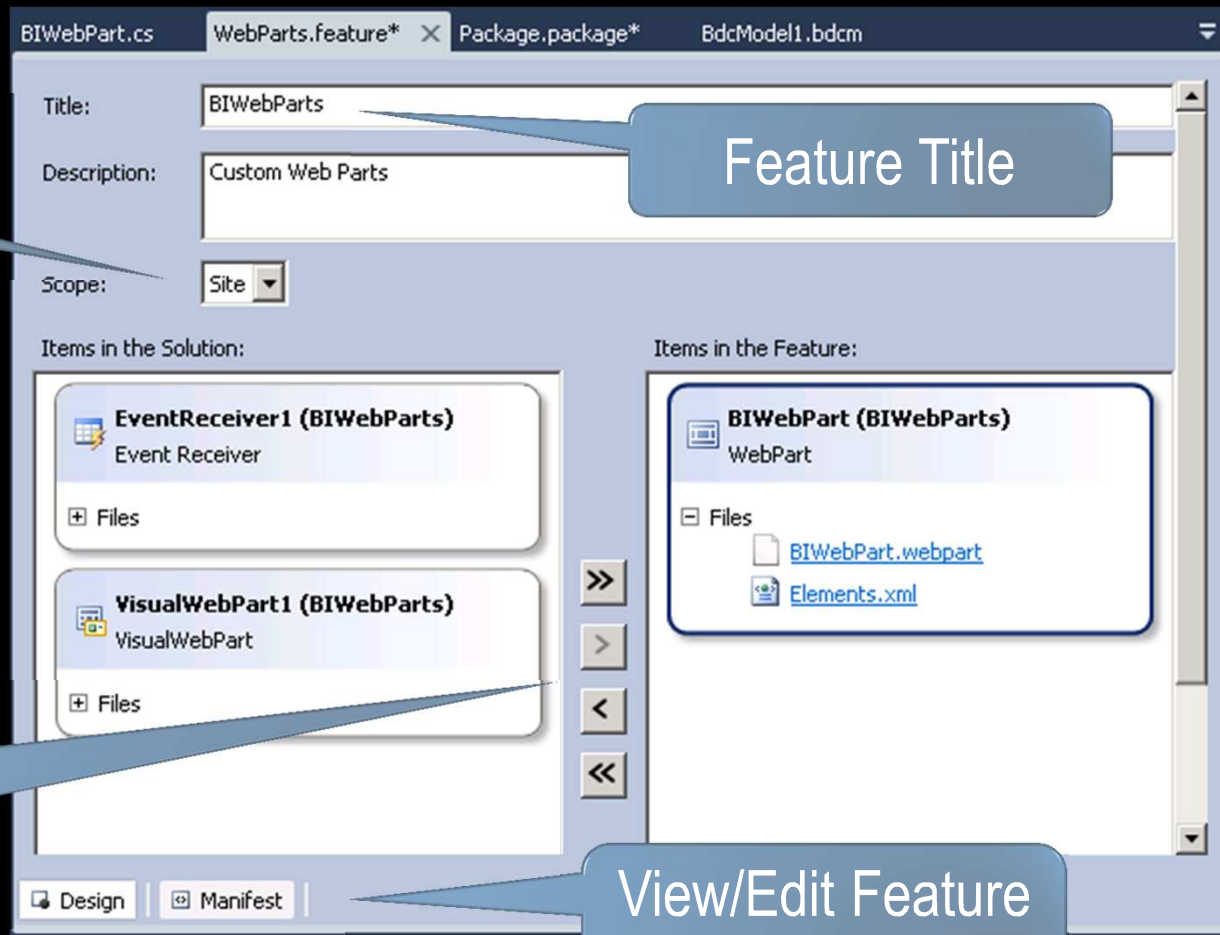 BIWebPart.cs WebParts.feature* Package.package* BdcModel1.bdcm
Title: BIWebParts
Feature Title
Description: Custom Web Parts
Scope: Site
Items in the Solution: Items in the Feature:
EventReceiver1 (BIWebParts)
Event Receiver
Files
VisualWebPart1 (BIWebParts)
VisualWebPart
Files
>>
>
<
<<
BIWebPart (BIWebParts)
WebPart
Files
BIWebPart.webpart
Elements.xml
Design Manifest
View/Edit Feature